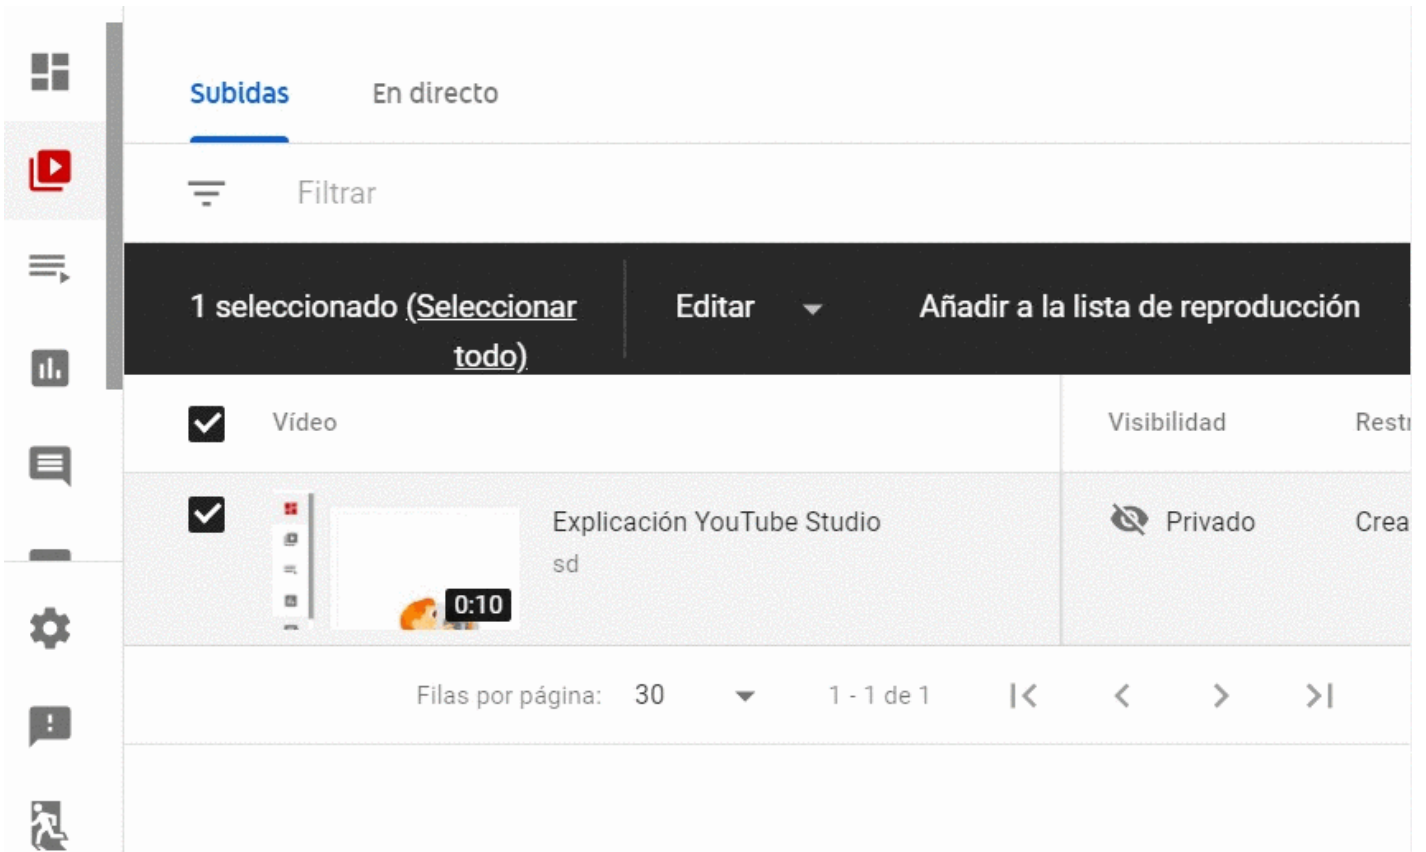 Subidas En directo
Filtrar
1 seleccionado (Seleccionar
todo)
Editar
Añadir a la lista de reproducción
Vídeo Visibilidad
Explicación YouTube Studio
sd
0:10
Privado
Filas por página: 30 1 - 1 de 1